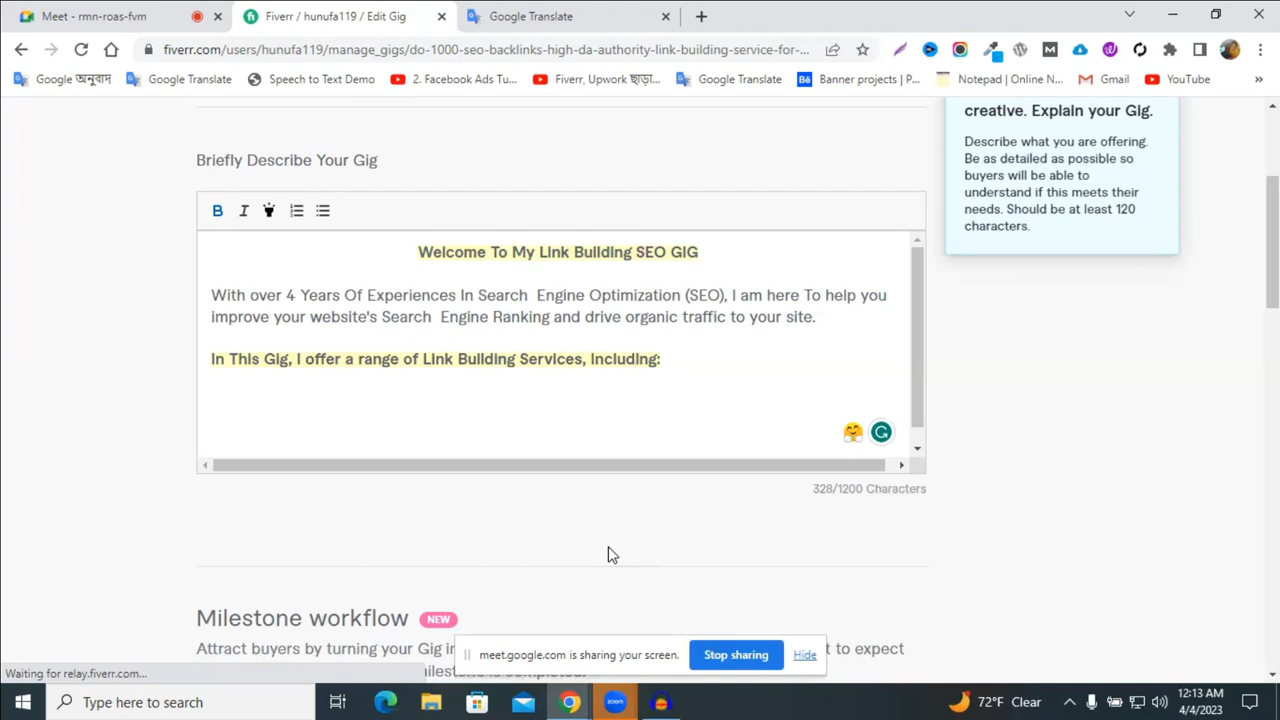 Meet - rmn-roas-fvm
Fiverr / hunufa119 / Edit Gig
Google Translate
fiverr.com/users/hunufa119/manage_gigs/do-1000-seo-backlinks-high-da-authority-link-building-service-for-...
Google অনুবাদ
Google Translate
Speech to Text Demo
2. Facebook Ads Tu...
Fiverr, Upwork ছাড়া...
Google Translate
Banner projects | P...
Notepad | Online N...
Gmail
YouTube
creative. Explain your Gig.
Describe what you are offering.
Be as detailed as possible so
buyers will be able to
understand if this meets their
needs. Should be at least 120
characters.
Briefly Describe Your Gig
B I
Welcome To My Link Building SEO GIG
With over 4 Years Of Experiences In Search Engine Optimization (SEO), I am here To help you
improve your website's Search Engine Ranking and drive organic traffic to your site.
In This Gig, I offer a range of Link Building Services, Including:
328/1200 Characters
Milestone workflow NEW
Attract buyers by turning your Gig in
t to expect
meet.google.com is sharing your screen.
Stop sharing
Hide
Waiting for relay.fiverr.com...
Type here to search
zoom
72°F Clear
12:13 AM
4/4/2023